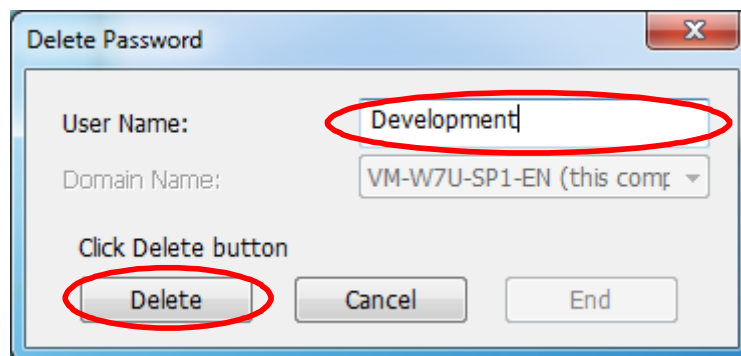 Delete Password
User Name: Development
Domain Name: VM-W7U-SP1-EN (this comp
Click Delete button
Delete Cancel End